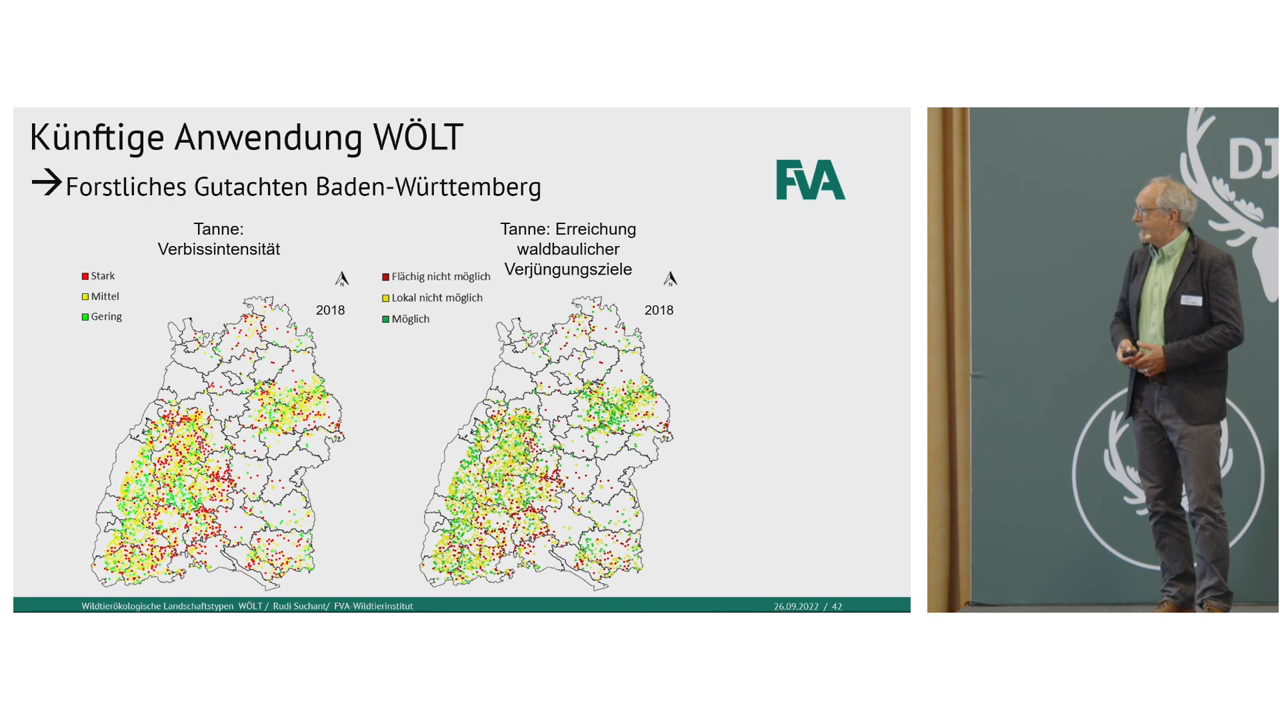 Künftige Anwendung WÖLT
→Forstliches Gutachten Baden-Württemberg
FVA
Tanne:
Verbissintensität
Stark
Mittel
Gering
N
2018
Tanne: Erreichung
waldbaulicher
Verjüngungsziele
Flächig nicht möglich
Lokal nicht möglich
Möglich
N
2018
Wildtierökologische Landschaftstypen WÖLT / Rudi Suchant/ FVA-Wildtierinstitut
26.09.2022 / 42
DJ